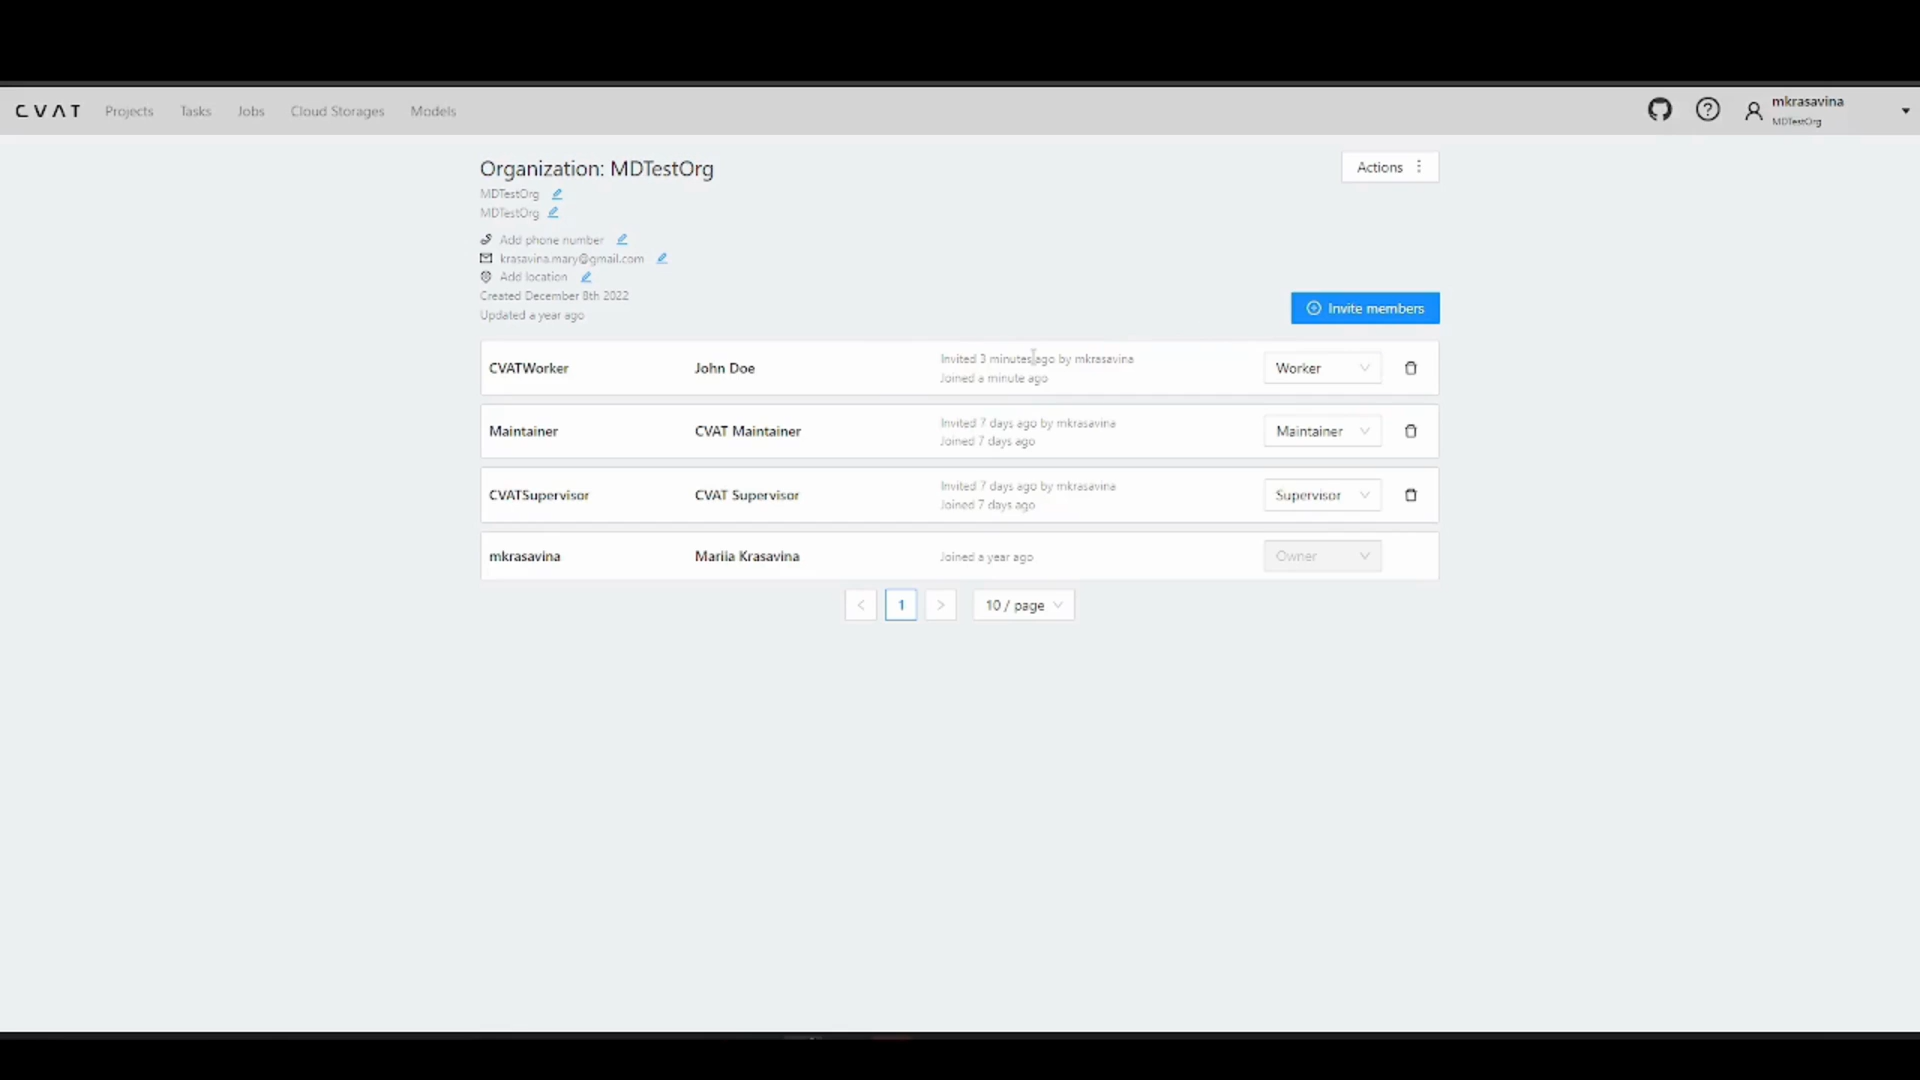 CVAT Projects Tasks Jobs Cloud Storages Models mkrasavina
MDTestOrg
Organization: MDTestOrg Actions
MDTestOrg
MDTestOrg
Add phone number
krasavina.mary@gmail.com
Add location
Created December 8th 2022
Updated a year ago
Invite members
CVATWorker John Doe Invited 3 minutes ago by mkrasavina Worker
Joined a minute ago
Maintainer CVAT Maintainer Invited 7 days ago by mkrasavina Maintainer
Joined 7 days ago
CVATSupervisor CVAT Supervisor Invited 7 days ago by mkrasavina Supervisor
Joined 7 days ago
mkrasavina Mariia Krasavina Joined a year ago Owner
< 1 > 10 / page